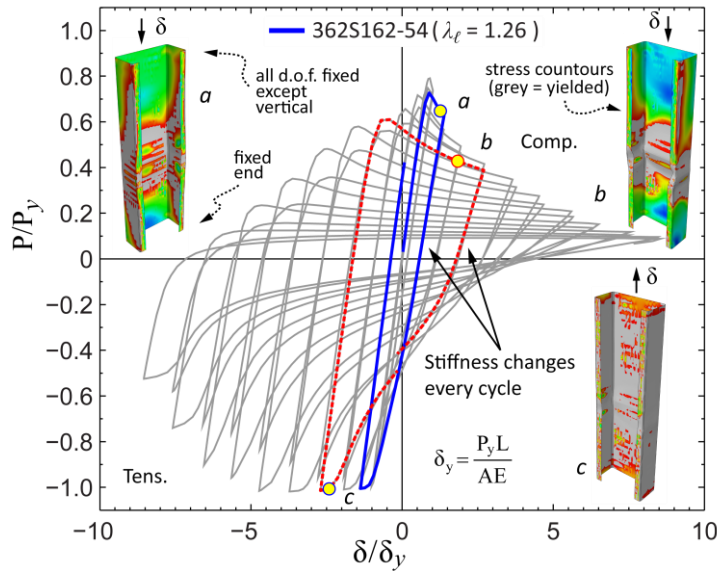 362S162-54 ( λℓ = 1.26 )
δ
all d.o.f. fixed
except
vertical
a
fixed
end
stress countours
(grey = yielded)
δ
a
b
Comp.
b
Stiffness changes
every cycle
δ
δy = PyL / AE
Tens.
c
c
P/Py
1.0
0.8
0.6
0.4
0.2
0
−0.2
−0.4
−0.6
−0.8
−1.0
−10
−5
0
5
10
δ/δy